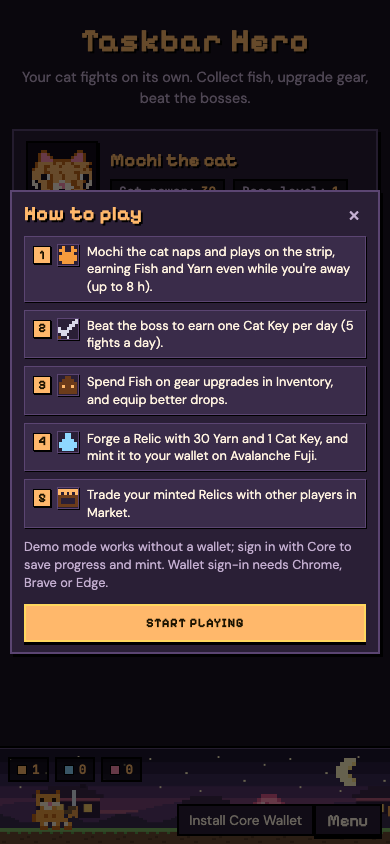 Taskbar Hero
Your cat fights on its own. Collect fish, upgrade gear,
beat the bosses.
Mochi the cat
How to play
×
1
Mochi the cat naps and plays on the strip,
earning Fish and Yarn even while you're away
(up to 8 h).
2
Beat the boss to earn one Cat Key per day (5
fights a day).
3
Spend Fish on gear upgrades in Inventory,
and equip better drops.
4
Forge a Relic with 30 Yarn and 1 Cat Key, and
mint it to your wallet on Avalanche Fuji.
5
Trade your minted Relics with other players in
Market.
Demo mode works without a wallet; sign in with Core to
save progress and mint. Wallet sign-in needs Chrome,
Brave or Edge.
START PLAYING
1 0 0
Install Core Wallet Menu